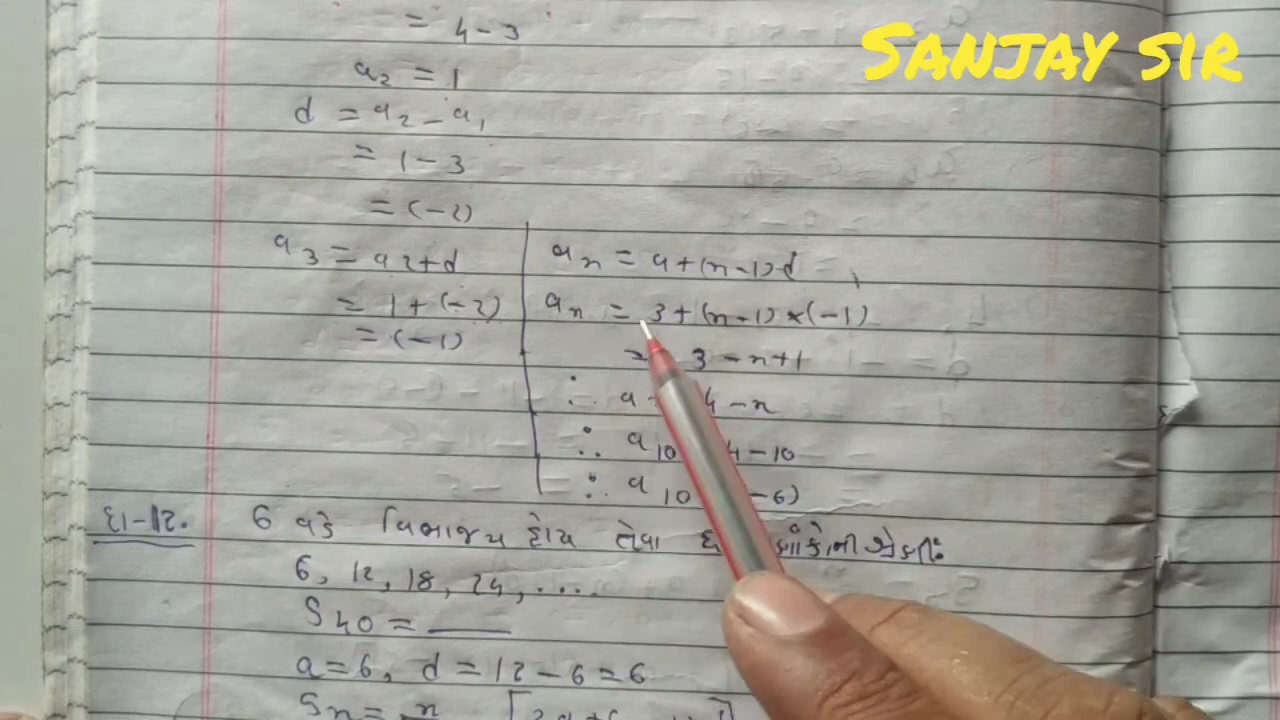 SANJAY SIR
= 4-3
a2 = 1
d = a2 - a1
= 1-3
= (-2)
a3 = a2+d
= 1+(-2)
= (-1)
an = a+(n-1)d
an = 3+(n-1)×(-1)
= 3-n+1
∴ a 4-n
∴ a10 4-10
∴ a10 -6)
દા-12. 6 વડે વિભાજ્ય હોય તેવા
6, 12, 18, 24, ....
S40 = ____
a=6, d=12-6=6
Sn = n